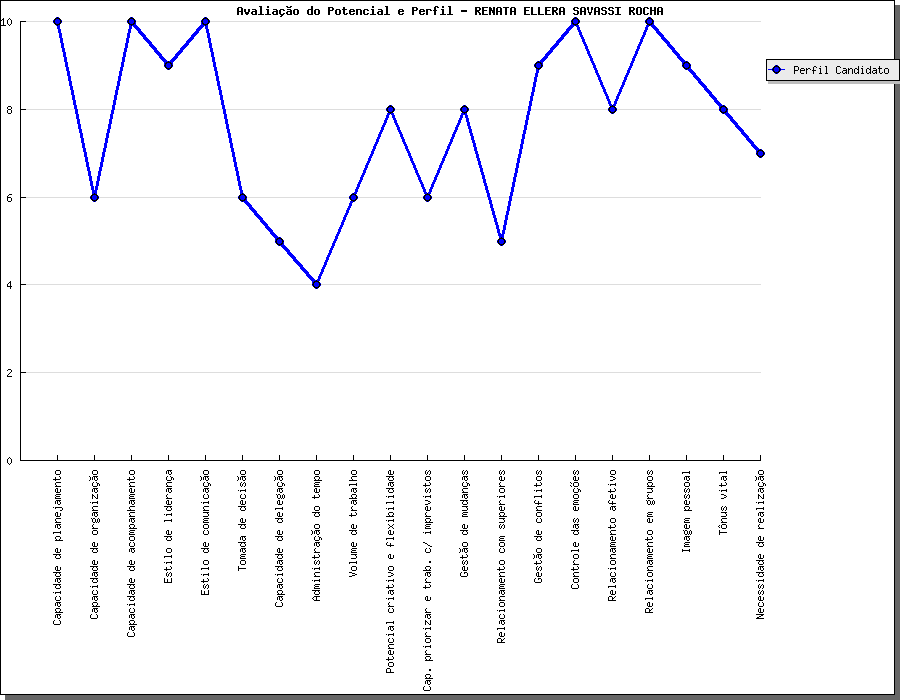 Avaliação do Potencial e Perfil - RENATA ELLERA SAVASSI ROCHA
10
8
6
4
2
0
Perfil Candidato
Capacidade de planejamento
Capacidade de organização
Capacidade de acompanhamento
Estilo de liderança
Estilo de comunicação
Tomada de decisão
Capacidade de delegação
Administração do tempo
Volume de trabalho
Potencial criativo e flexibilidade
Cap. priorizar e trab. c/ imprevistos
Gestão de mudanças
Relacionamento com superiores
Gestão de conflitos
Controle das emoções
Relacionamento afetivo
Relacionamento em grupos
Imagem pessoal
Tônus vital
Necessidade de realização